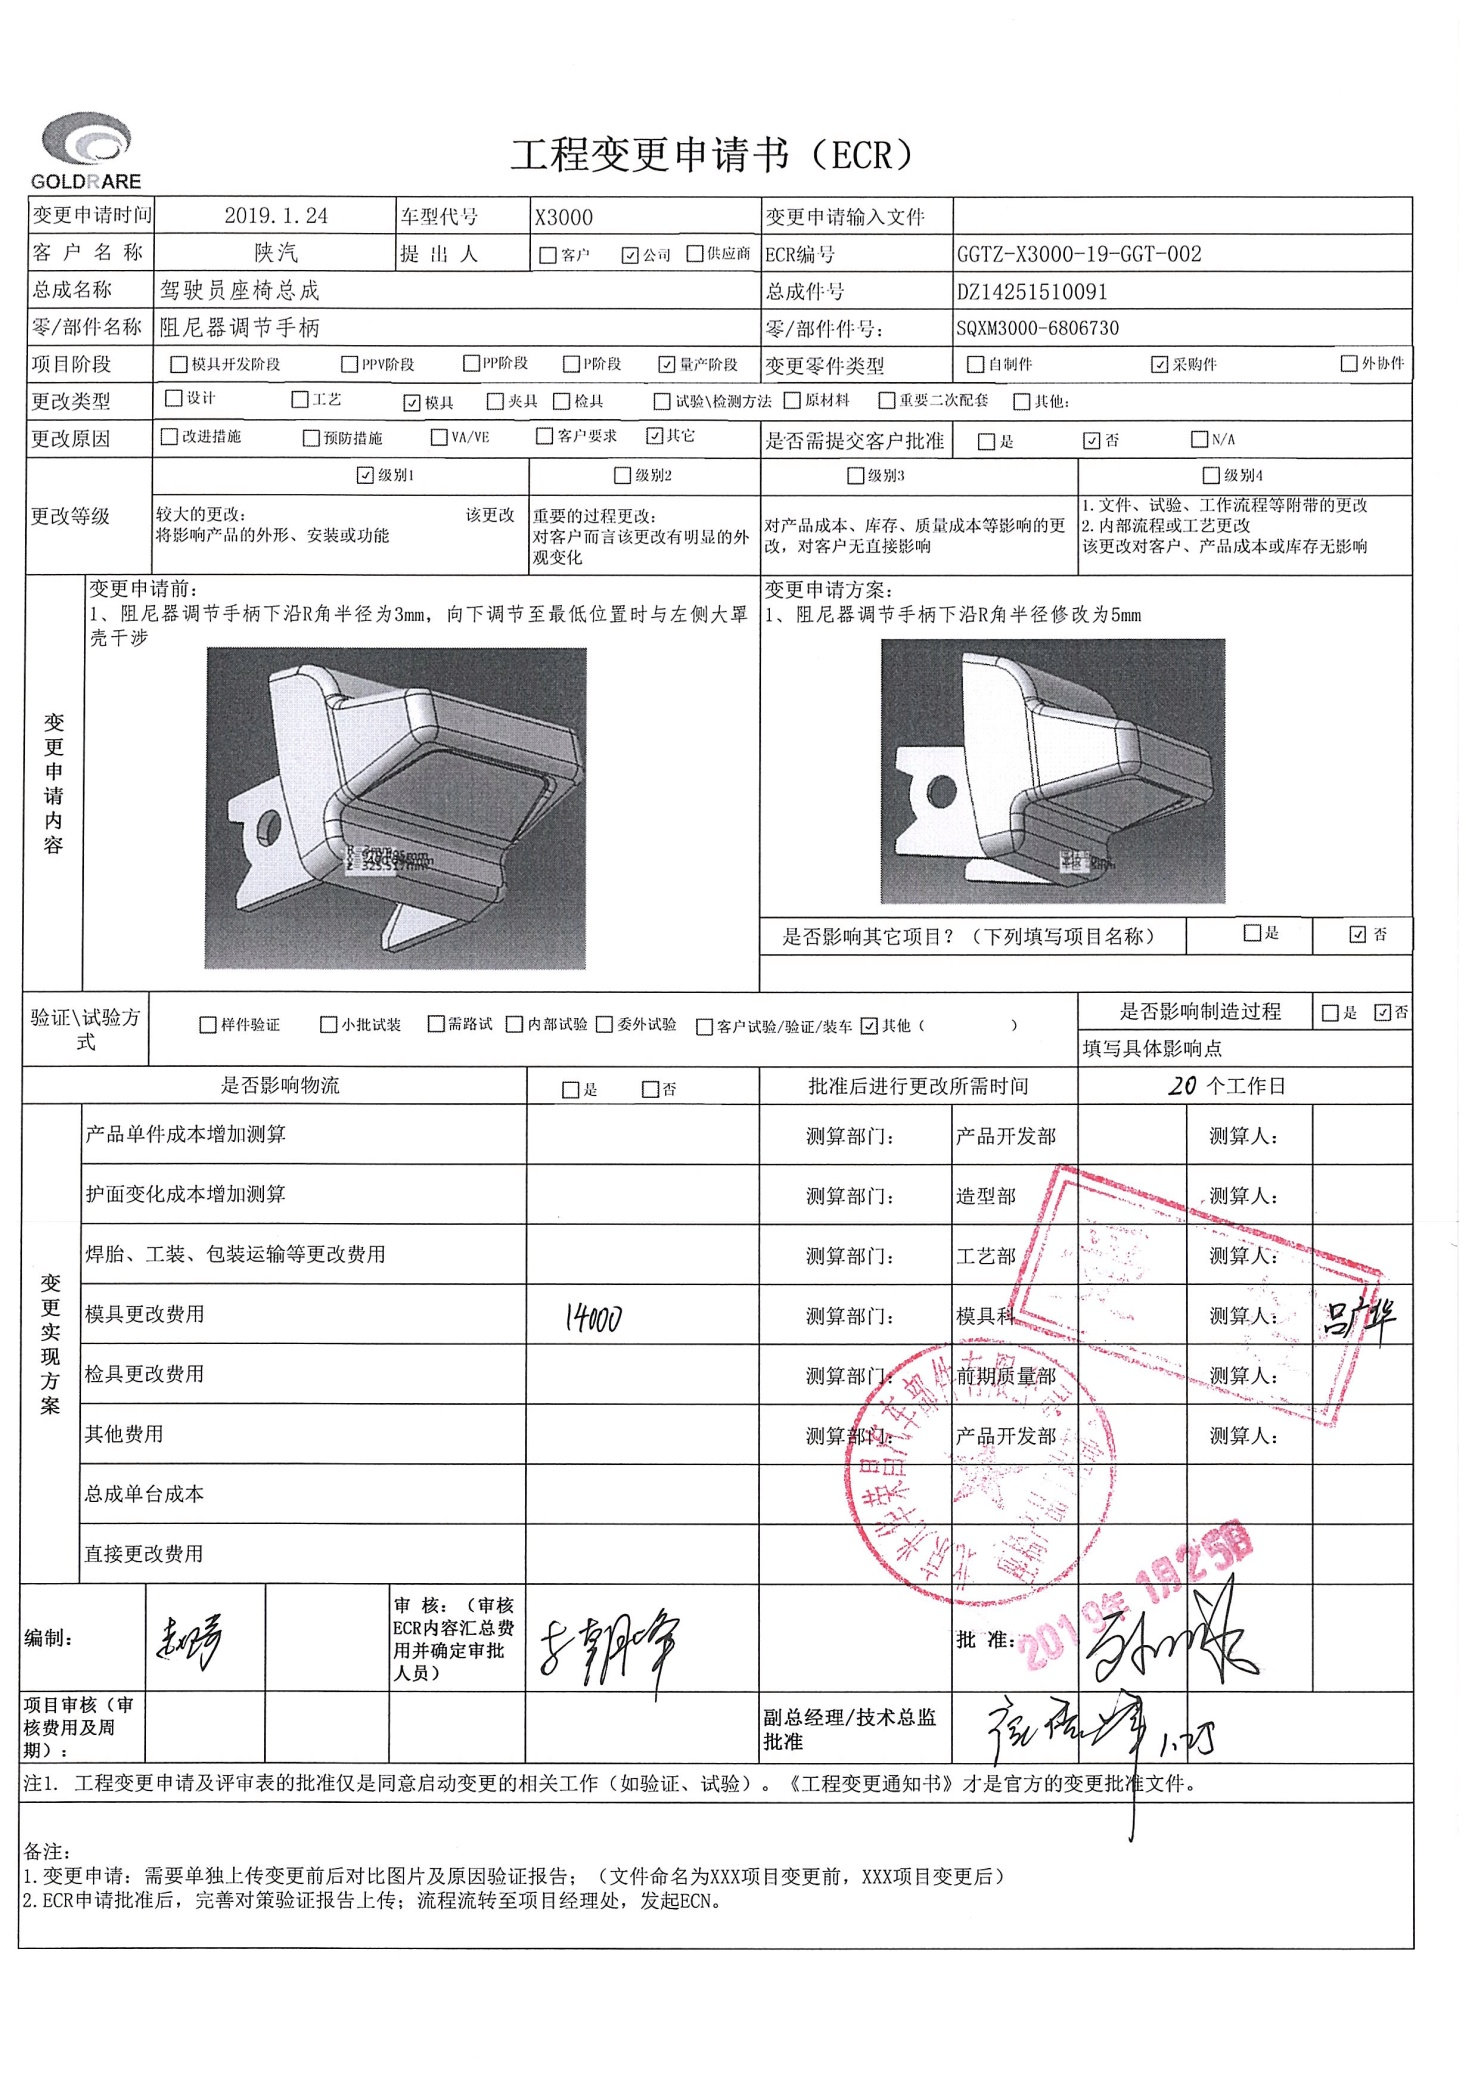 GOLDRARE
工程变更申请书（ECR）
变更申请时间 2019.1.24 车型代号 X3000 变更申请输入文件
客 户 名 称 陕汽 提 出 人 □客户 ☑公司 □供应商 ECR编号 GGTZ-X3000-19-GGT-002
总成名称 驾驶员座椅总成 总成件号 DZ14251510091
零/部件名称 阻尼器调节手柄 零/部件件号: SQXM3000-6806730
项目阶段 □模具开发阶段 □PPV阶段 □PP阶段 □P阶段 ☑量产阶段 变更零件类型 □自制件 ☑采购件 □外协件
更改类型 □设计 □工艺 ☑模具 □夹具 □检具 □试验\检测方法 □原材料 □重要二次配套 □其他:
更改原因 □改进措施 □预防措施 □VA/VE □客户要求 ☑其它 是否需提交客户批准 □是 ☑否 □N/A
更改等级
☑级别1 □级别2 □级别3 □级别4
较大的更改: 该更改
将影响产品的外形、安装或功能
重要的过程更改:
对客户而言该更改有明显的外
观变化
对产品成本、库存、质量成本等影响的更
改，对客户无直接影响
1.文件、试验、工作流程等附带的更改
2.内部流程或工艺更改
该更改对客户、产品成本或库存无影响
变更申请内容
变更申请前:
1、阻尼器调节手柄下沿R角半径为3mm，向下调节至最低位置时与左侧大罩
壳干涉
变更申请方案:
1、阻尼器调节手柄下沿R角半径修改为5mm
是否影响其它项目？（下列填写项目名称） □是 ☑否
验证\试验方
式
□样件验证 □小批试装 □需路试 □内部试验 □委外试验 □客户试验/验证/装车 ☑其他（ ）
是否影响制造过程 □是 ☑否
填写具体影响点
是否影响物流 □是 □否 批准后进行更改所需时间 20 个工作日
变更实现方案
产品单件成本增加测算 测算部门: 产品开发部 测算人:
护面变化成本增加测算 测算部门: 造型部 测算人:
焊胎、工装、包装运输等更改费用 测算部门: 工艺部 测算人:
模具更改费用 14000 测算部门: 模具科 测算人: 吕广华
检具更改费用 测算部门: 前期质量部 测算人:
其他费用 测算部门: 产品开发部 测算人:
总成单台成本
直接更改费用
2019年1月25日
编制:
审 核:（审核
ECR内容汇总费
用并确定审批
人员）
李朝峰
批 准:
项目审核（审
核费用及周
期）:
副总经理/技术总监
批准
1.25
注1. 工程变更申请及评审表的批准仅是同意启动变更的相关工作（如验证、试验）。《工程变更通知书》才是官方的变更批准文件。
备注:
1.变更申请: 需要单独上传变更前后对比图片及原因验证报告; （文件命名为XXX项目变更前，XXX项目变更后）
2.ECR申请批准后，完善对策验证报告上传; 流程流转至项目经理处，发起ECN。